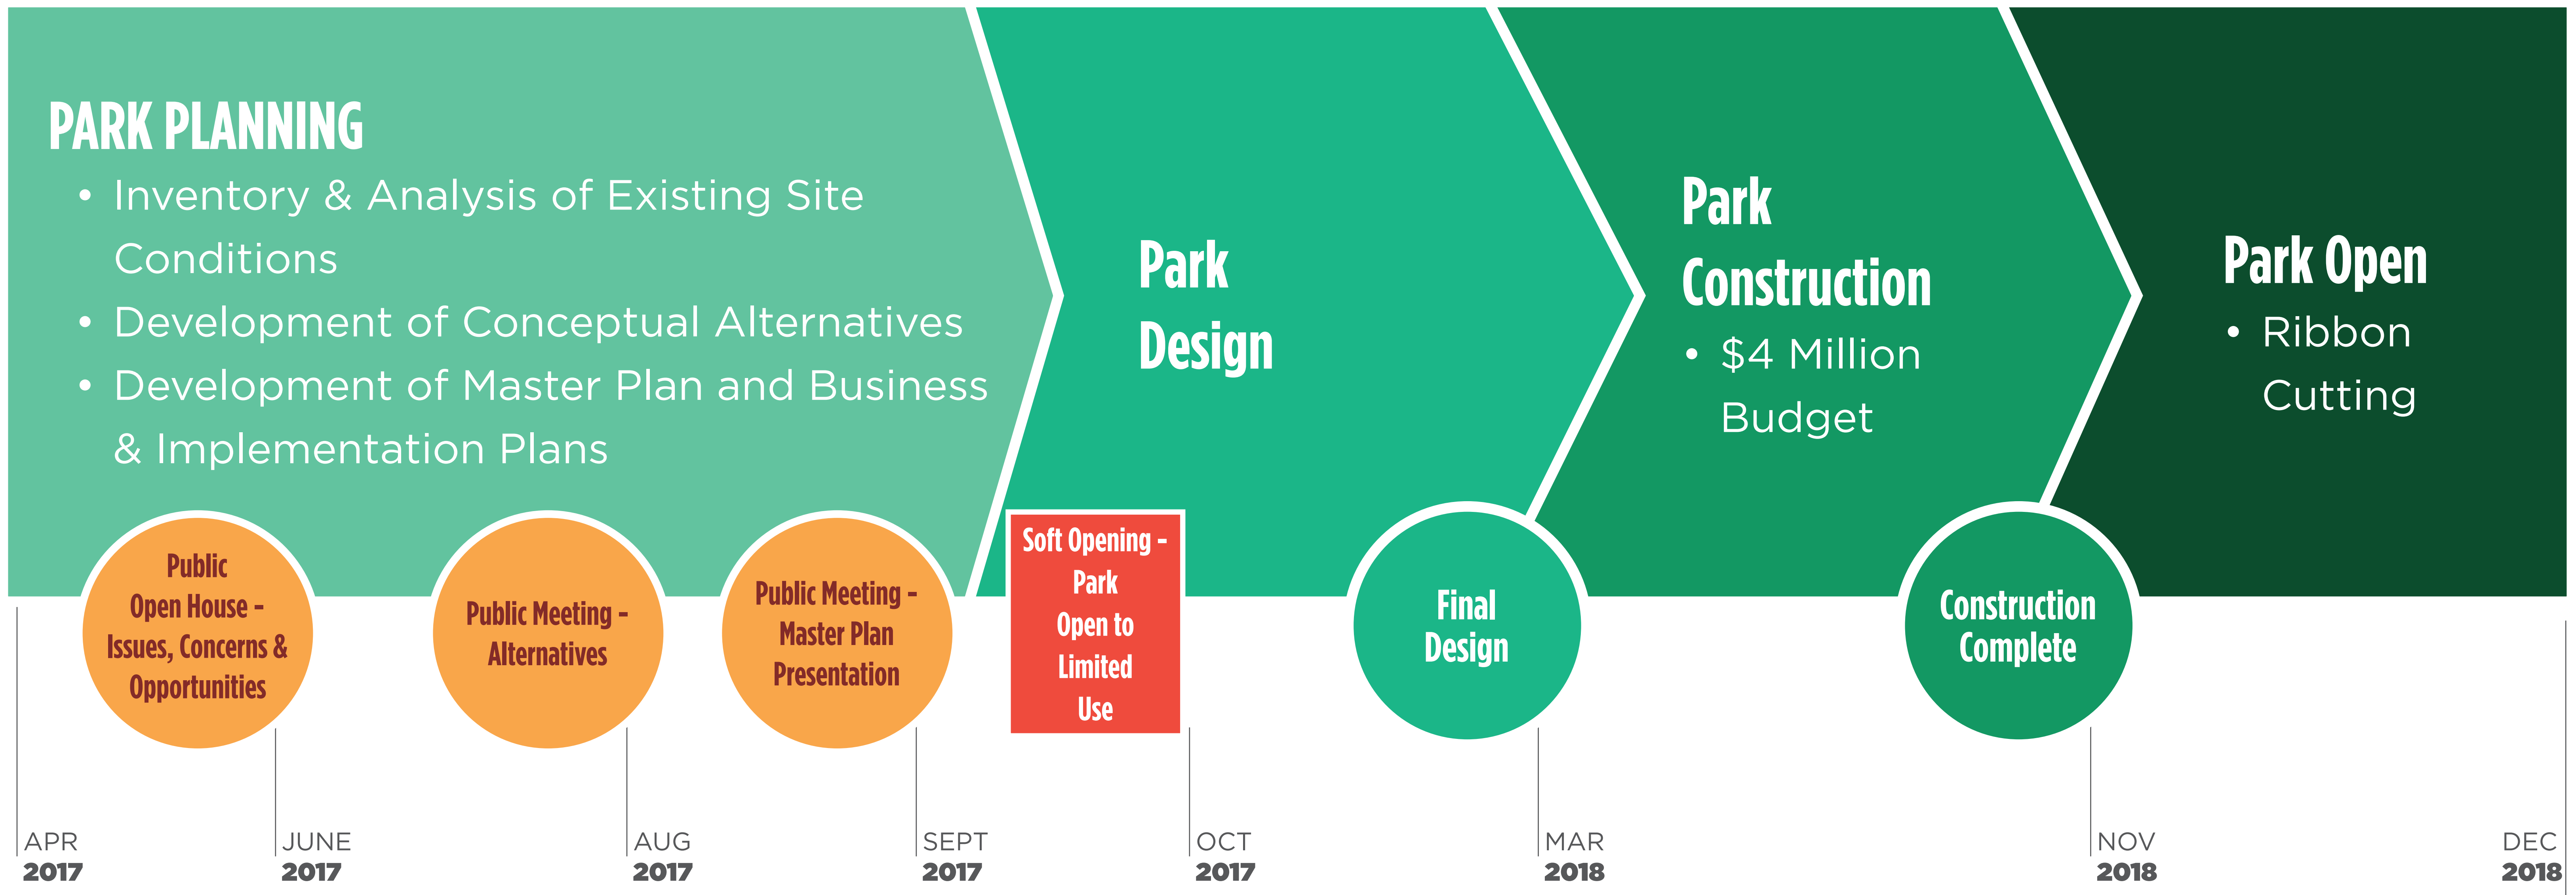 PARK PLANNING
• Inventory & Analysis of Existing Site
Conditions
• Development of Conceptual Alternatives
• Development of Master Plan and Business
& Implementation Plans
Park
Design
Park
Construction
• $4 Million
Budget
Park Open
• Ribbon
Cutting
Public
Open House -
Issues, Concerns &
Opportunities
Public Meeting -
Alternatives
Public Meeting -
Master Plan
Presentation
Soft Opening -
Park
Open to
Limited
Use
Final
Design
Construction
Complete
APR
2017
JUNE
2017
AUG
2017
SEPT
2017
OCT
2017
MAR
2018
NOV
2018
DEC
2018